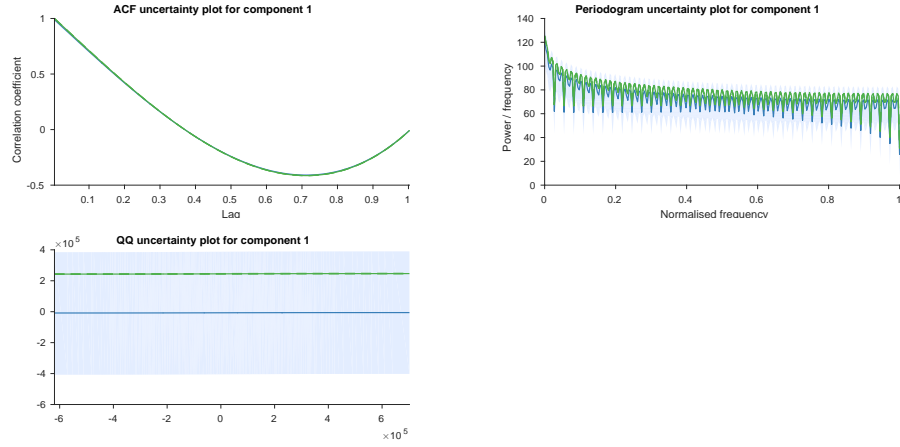 ACF uncertainty plot for component 1
Correlation coefficient
1
0.5
0
-0.5
0.1 0.2 0.3 0.4 0.5 0.6 0.7 0.8 0.9 1
Lag
Periodogram uncertainty plot for component 1
Power / frequency
140
120
100
80
60
40
20
0
0 0.2 0.4 0.6 0.8 1
Normalised frequency
QQ uncertainty plot for component 1
×10^5
4
2
0
-2
-4
-6
-6 -4 -2 0 2 4 6
×10^5